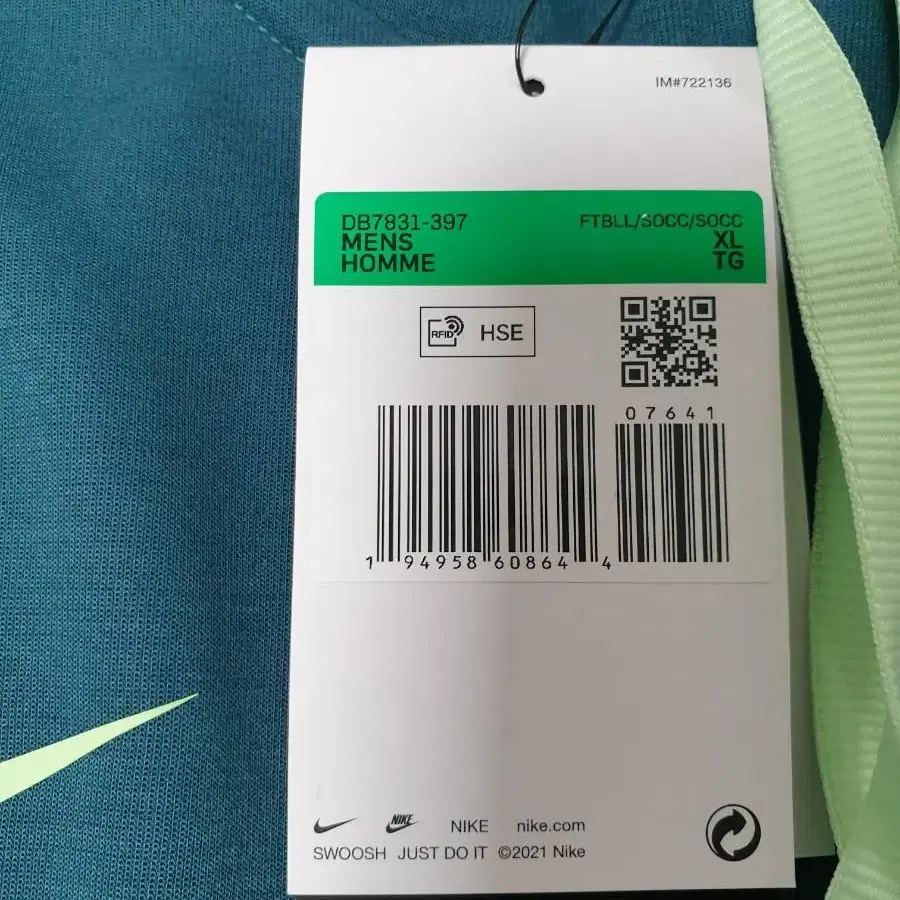 IM#722136
DB7831-397 FTBLL/SOCC/SOCC
MENS XL
HOMME TG
RFID HSE
07641
1 94958 60864 4
NIKE NIKE nike.com
SWOOSH JUST DO IT ©2021 Nike